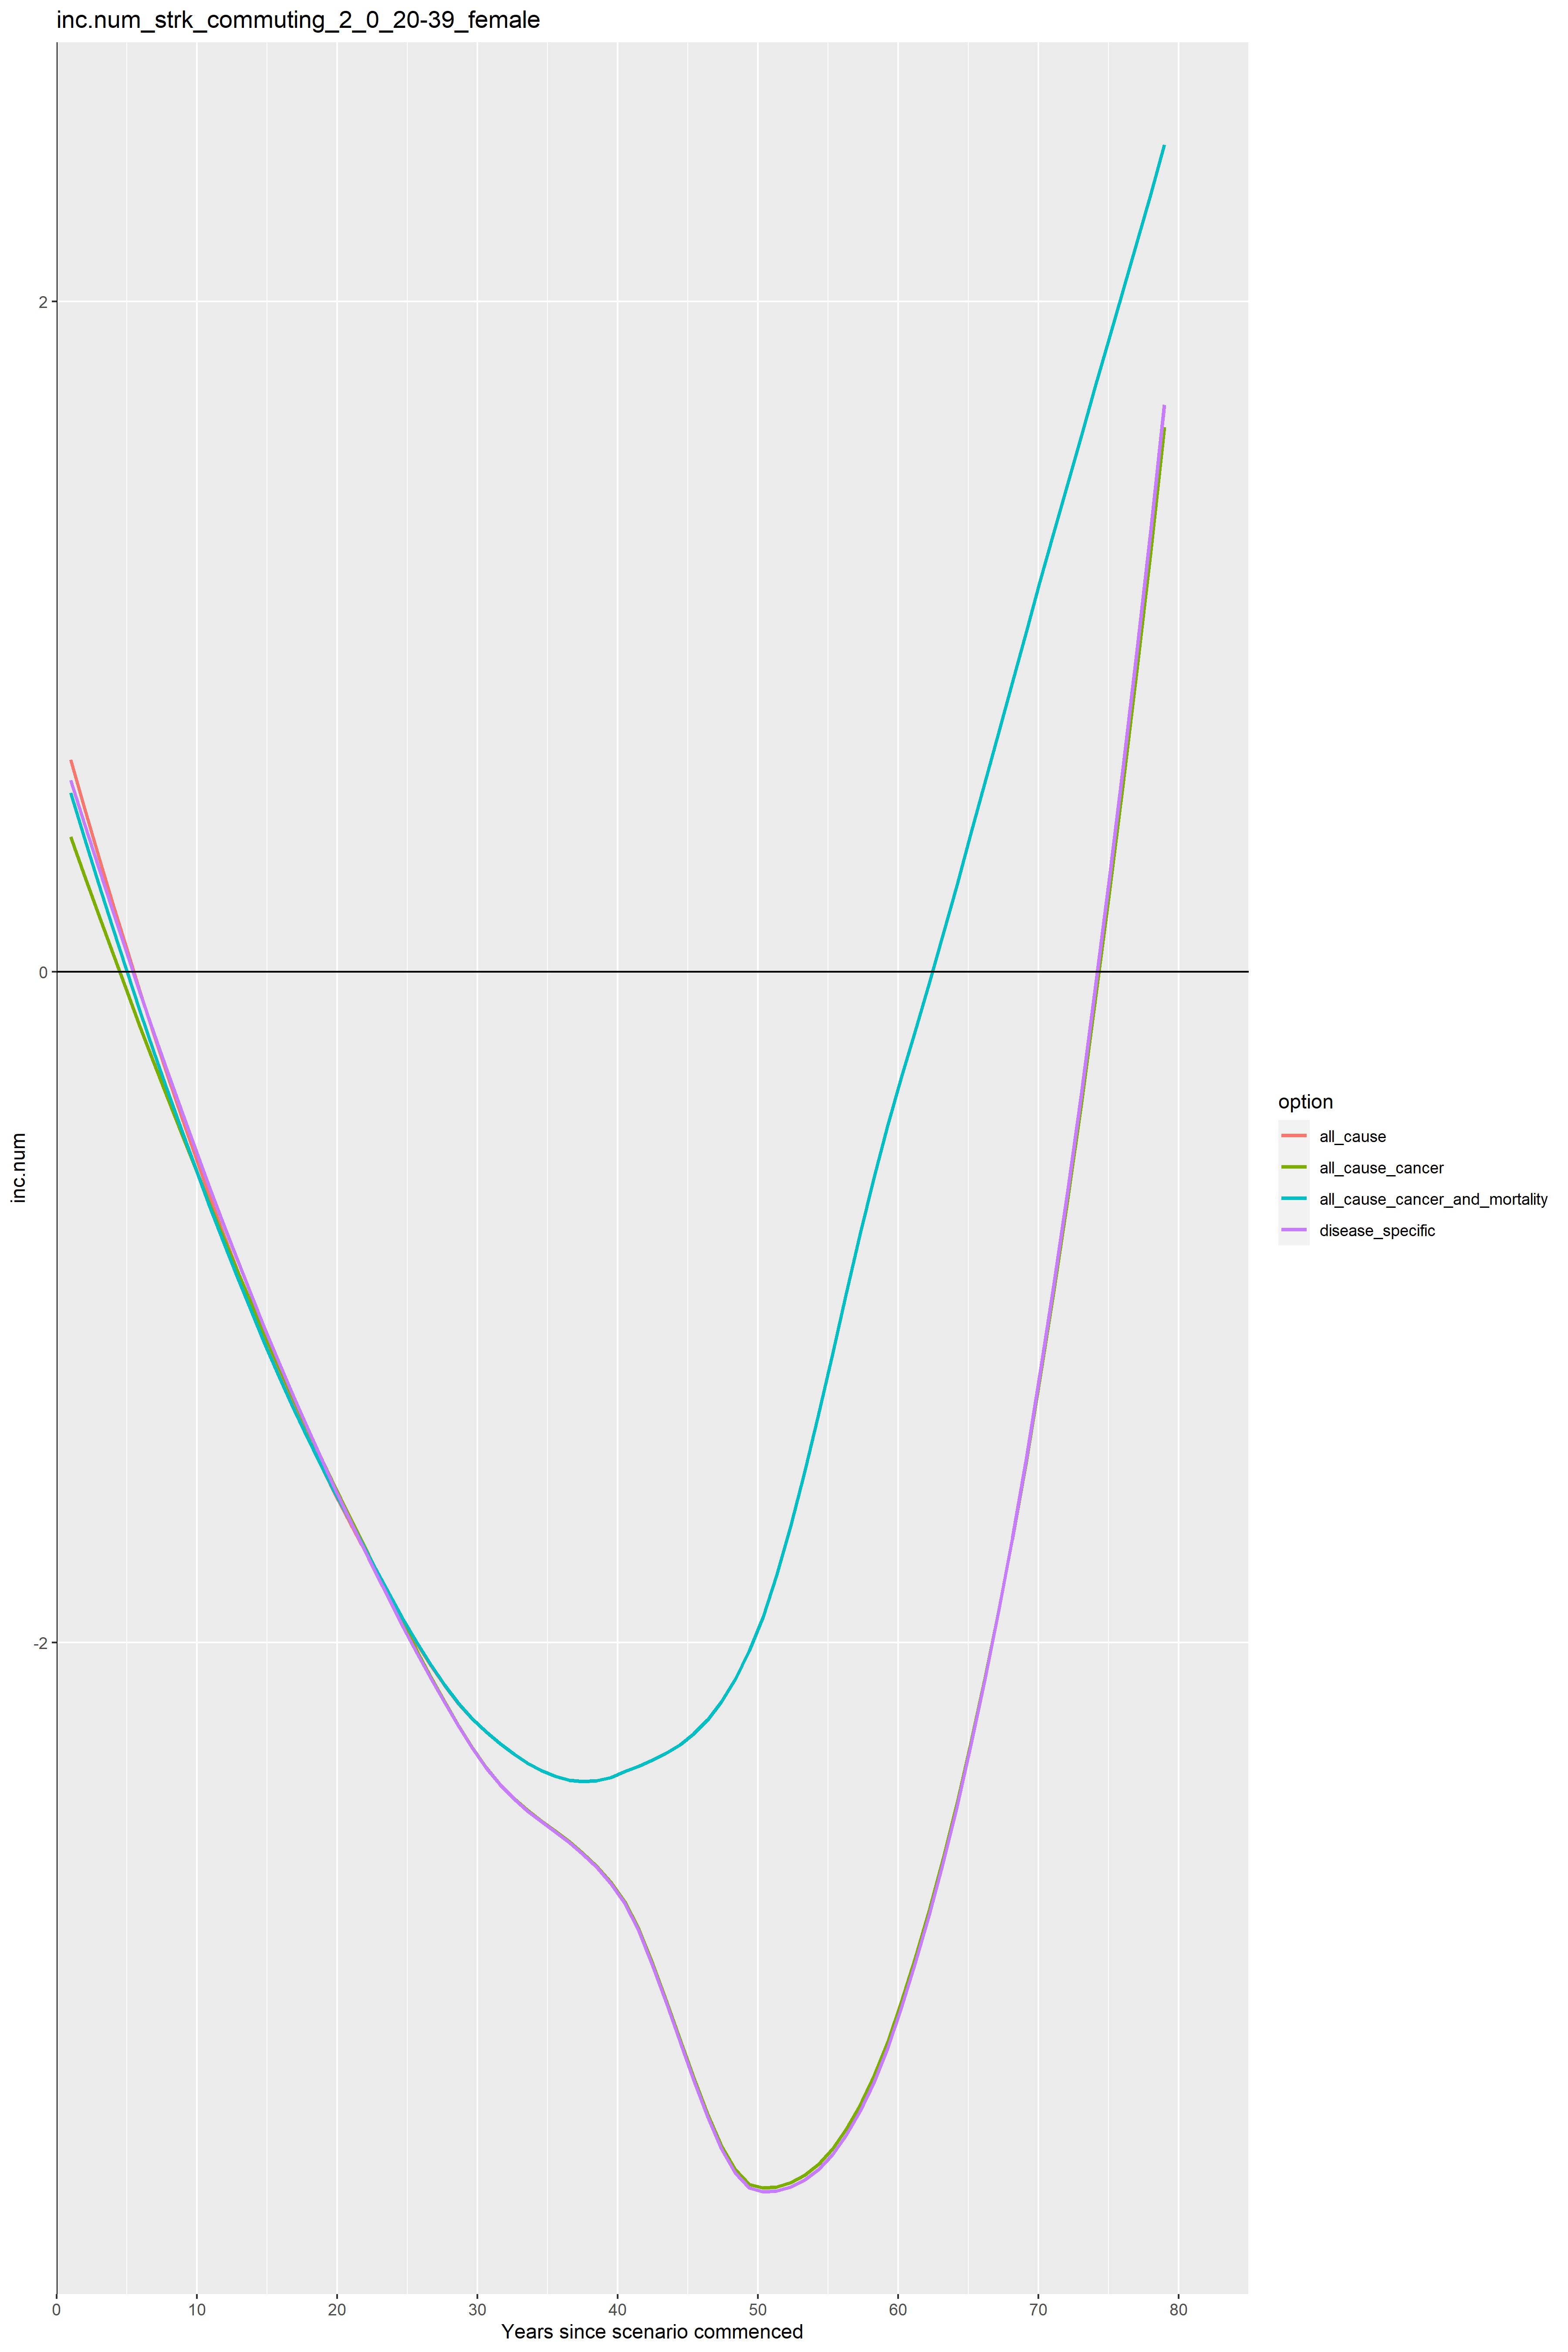 inc.num_strk_commuting_2_0_20-39_female
2
0
-2
inc.num
0 10 20 30 40 50 60 70 80
Years since scenario commenced
option
all_cause
all_cause_cancer
all_cause_cancer_and_mortality
disease_specific